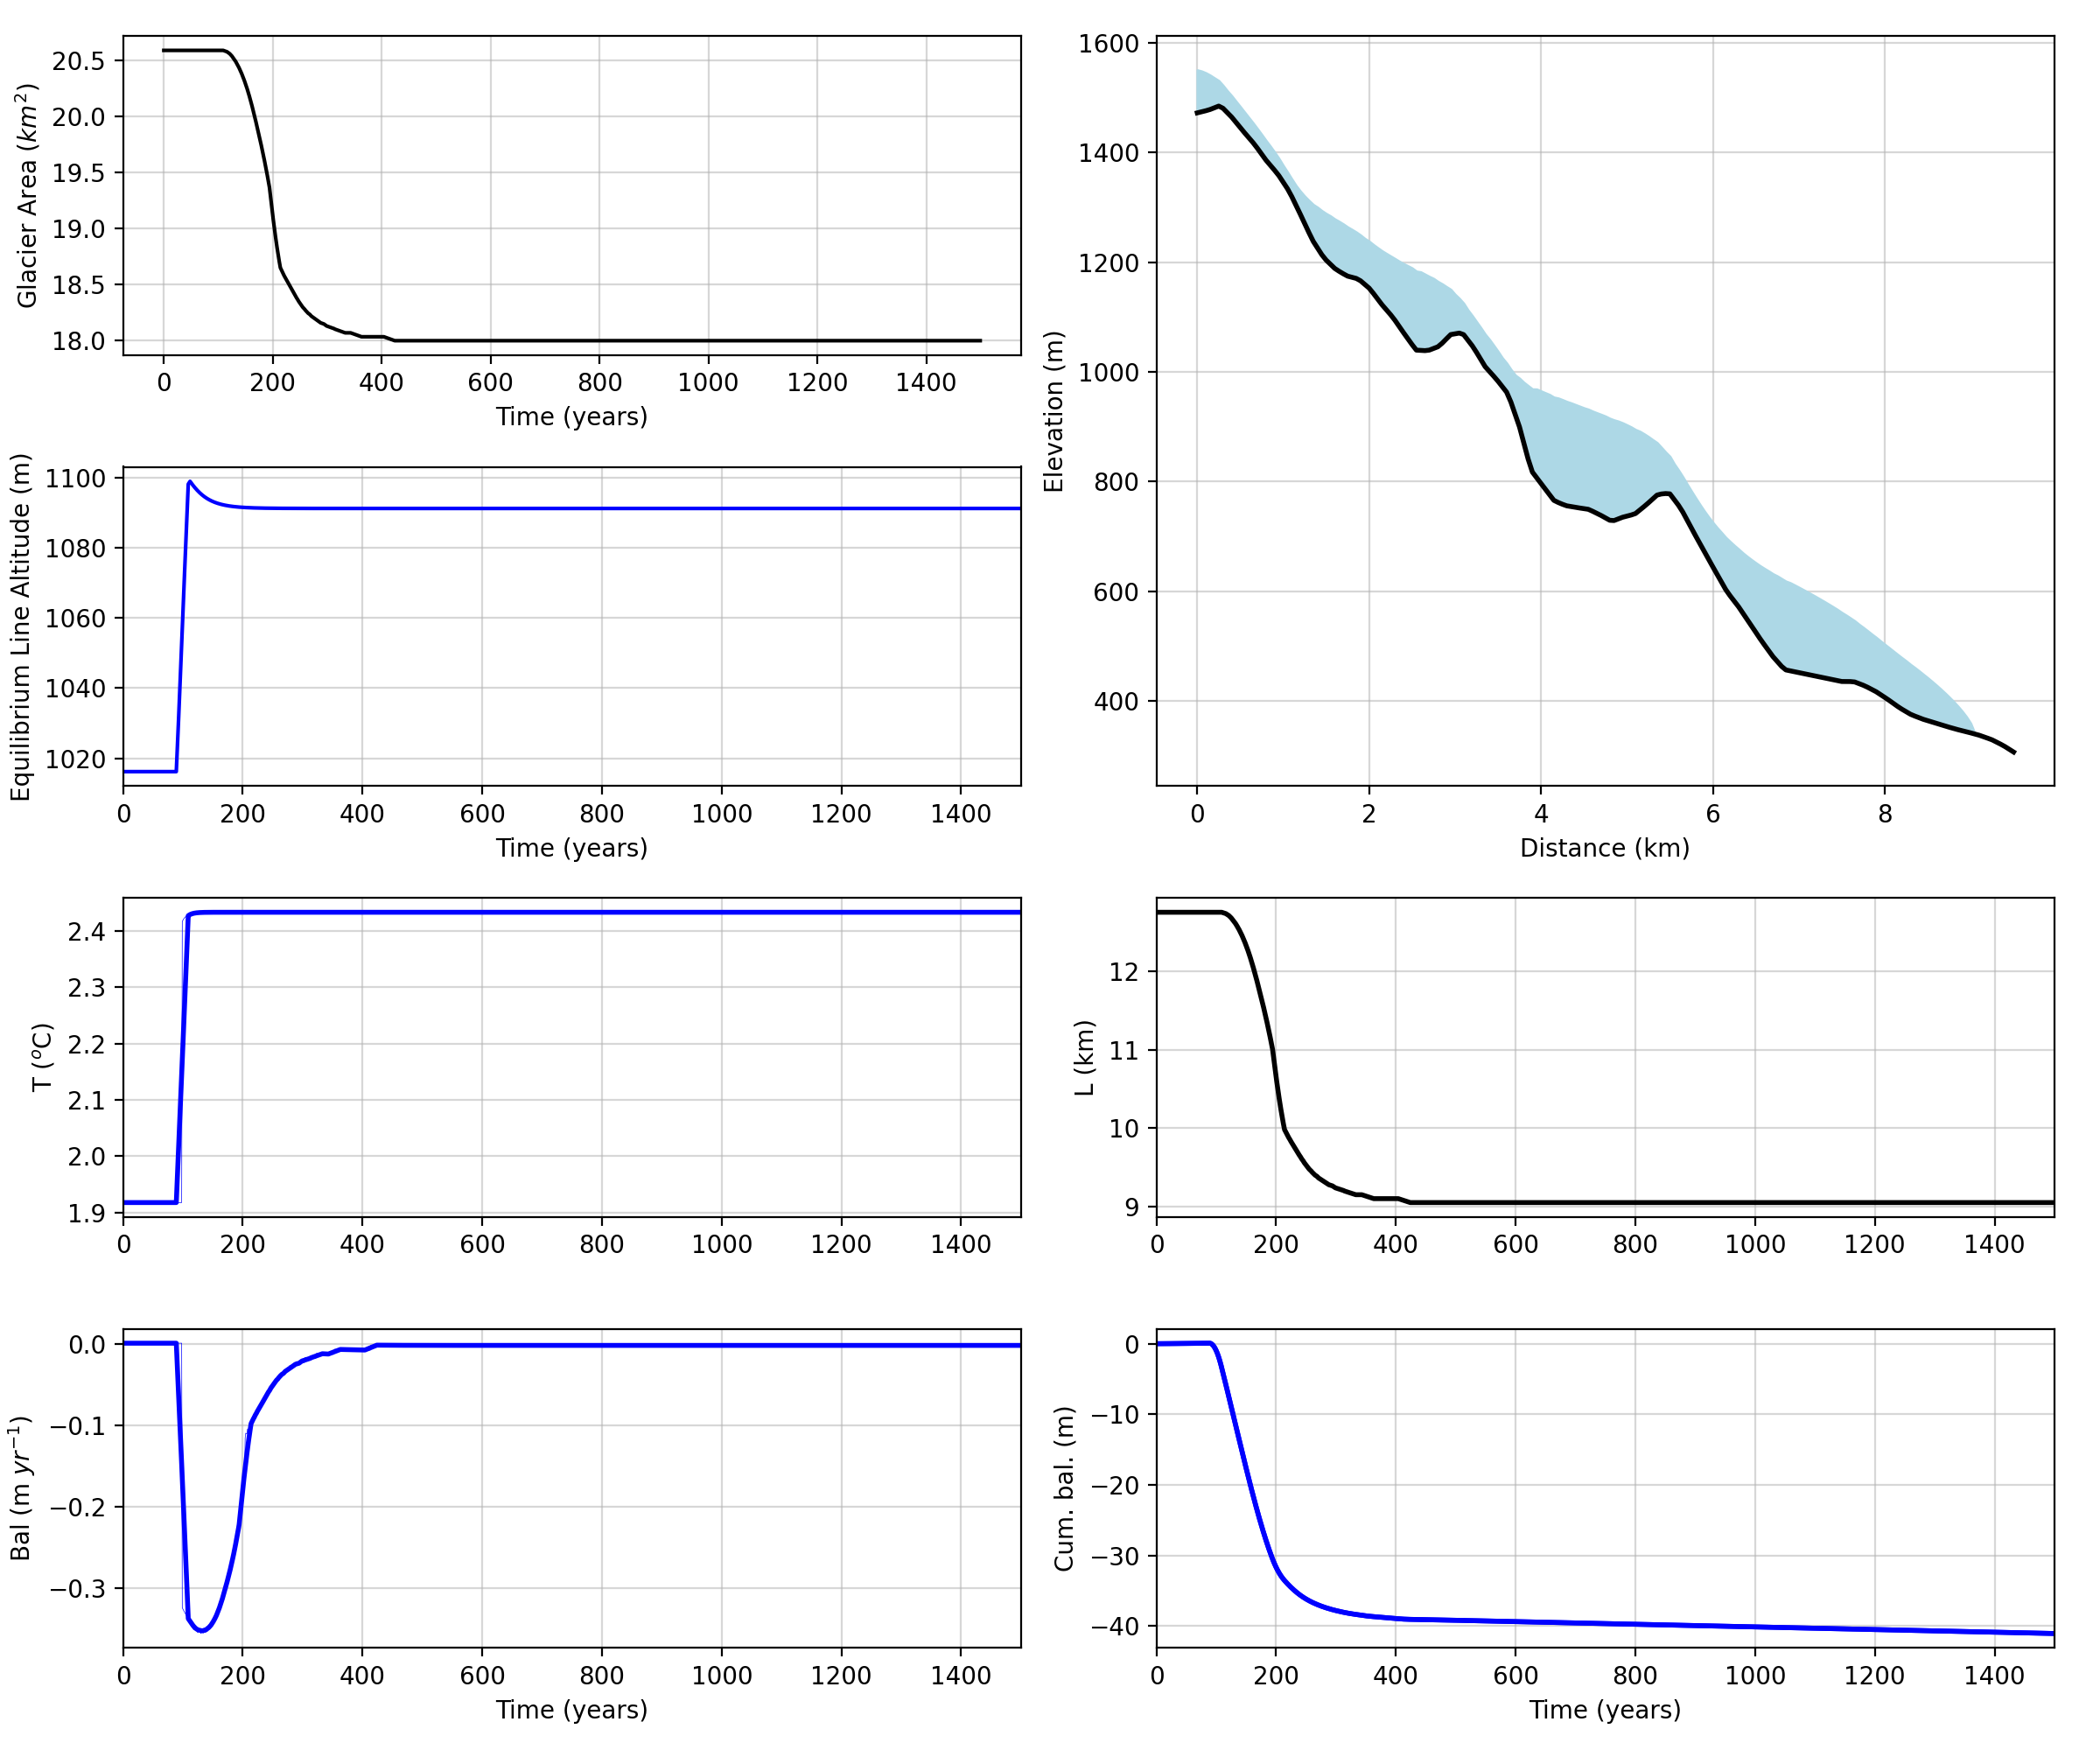 Glacier Area (km²)
20.5
20.0
19.5
19.0
18.5
18.0
0 200 400 600 800 1000 1200 1400
Time (years)
Equilibrium Line Altitude (m)
1100
1080
1060
1040
1020
0 200 400 600 800 1000 1200 1400
Time (years)
Elevation (m)
1600
1400
1200
1000
800
600
400
0 2 4 6 8
Distance (km)
T (°C)
2.4
2.3
2.2
2.1
2.0
1.9
0 200 400 600 800 1000 1200 1400
L (km)
12
11
10
9
0 200 400 600 800 1000 1200 1400
Bal (m yr⁻¹)
0.0
−0.1
−0.2
−0.3
0 200 400 600 800 1000 1200 1400
Time (years)
Cum. bal. (m)
0
−10
−20
−30
−40
0 200 400 600 800 1000 1200 1400
Time (years)